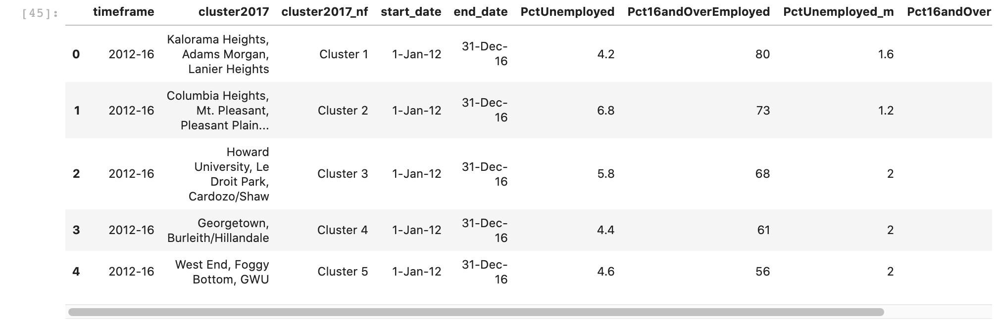 [45]: timeframe cluster2017 cluster2017_nf start_date end_date PctUnemployed Pct16andOverEmployed PctUnemployed_m Pct16andOver
0 2012-16 Kalorama Heights, Adams Morgan, Lanier Heights Cluster 1 1-Jan-12 31-Dec-16 4.2 80 1.6
1 2012-16 Columbia Heights, Mt. Pleasant, Pleasant Plain... Cluster 2 1-Jan-12 31-Dec-16 6.8 73 1.2
2 2012-16 Howard University, Le Droit Park, Cardozo/Shaw Cluster 3 1-Jan-12 31-Dec-16 5.8 68 2
3 2012-16 Georgetown, Burleith/Hillandale Cluster 4 1-Jan-12 31-Dec-16 4.4 61 2
4 2012-16 West End, Foggy Bottom, GWU Cluster 5 1-Jan-12 31-Dec-16 4.6 56 2